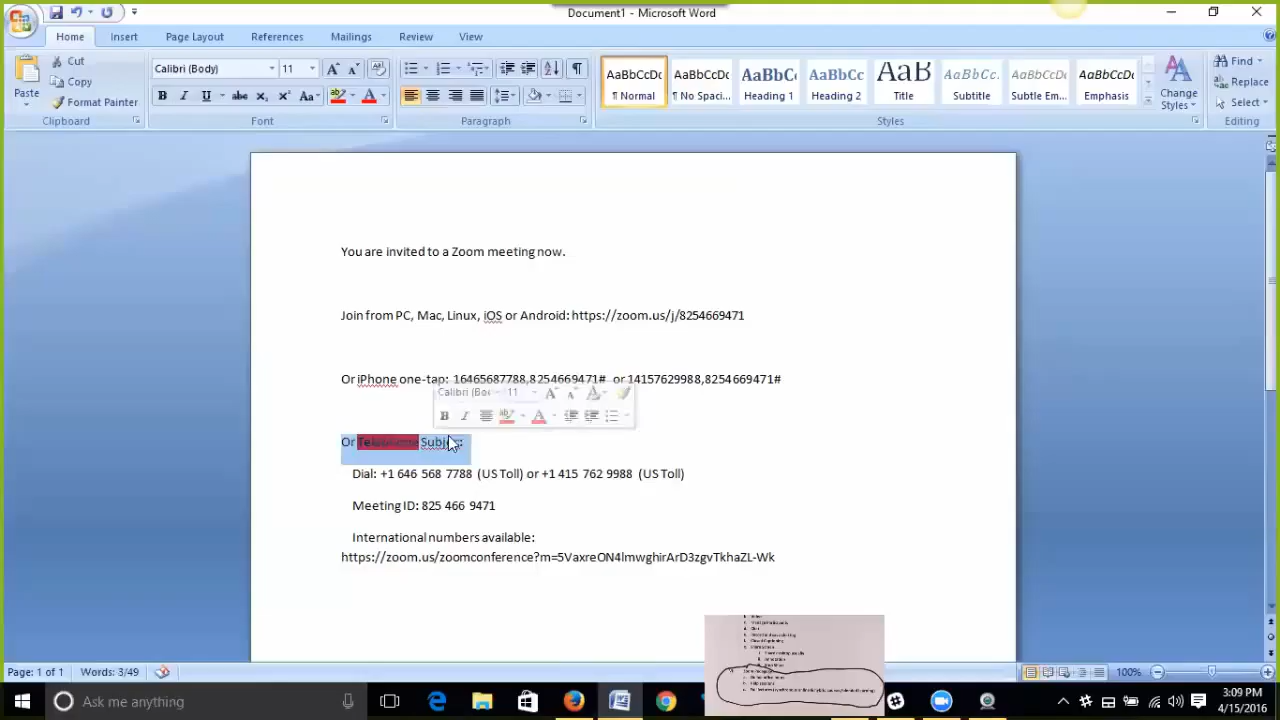 Document1 - Microsoft Word
Home Insert Page Layout References Mailings Review View
Paste
Cut
Copy
Format Painter
Clipboard
Calibri (Body) 11
Font
Paragraph
AaBbCcDc AaBbCcDc AaBbCc AaBbCc AaB AaBbCc. AaBbCcDc AaBbCcDc
¶ Normal ¶ No Spaci... Heading 1 Heading 2 Title Subtitle Subtle Em... Emphasis
Change Styles
Styles
Find
Replace
Select
Editing
You are invited to a Zoom meeting now.
Join from PC, Mac, Linux, iOS or Android: https://zoom.us/j/8254669471
Or iPhone one-tap: 16465687788,8254669471# or 14157629988,8254669471#
Calibri (Boc 11
Or
Dial: +1 646 568 7788 (US Toll) or +1 415 762 9988 (US Toll)
Meeting ID: 825 466 9471
International numbers available:
https://zoom.us/zoomconference?m=5VaxreON4lmwghirArD3zgvTkhaZL-Wk
Page: 1 of 1 Words: 3/49
100%
Ask me anything
3:09 PM
4/15/2016